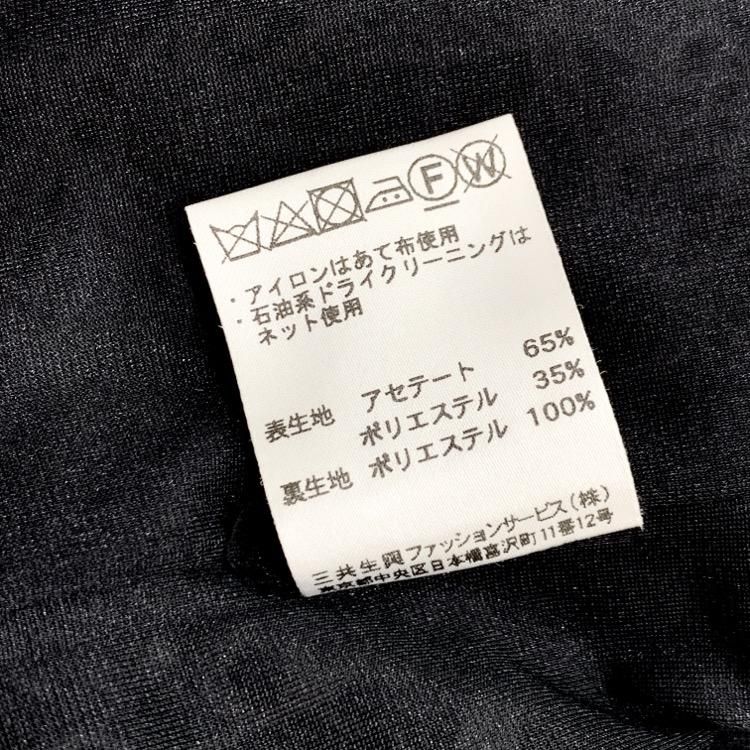 F W
・アイロンはあて布使用
・石油系ドライクリーニングは
ネット使用
表生地 アセテート 65%
ポリエステル 35%
裏生地 ポリエステル 100%
三共生興ファッションサービス(株)
東京都中央区日本橋富沢町11番12号